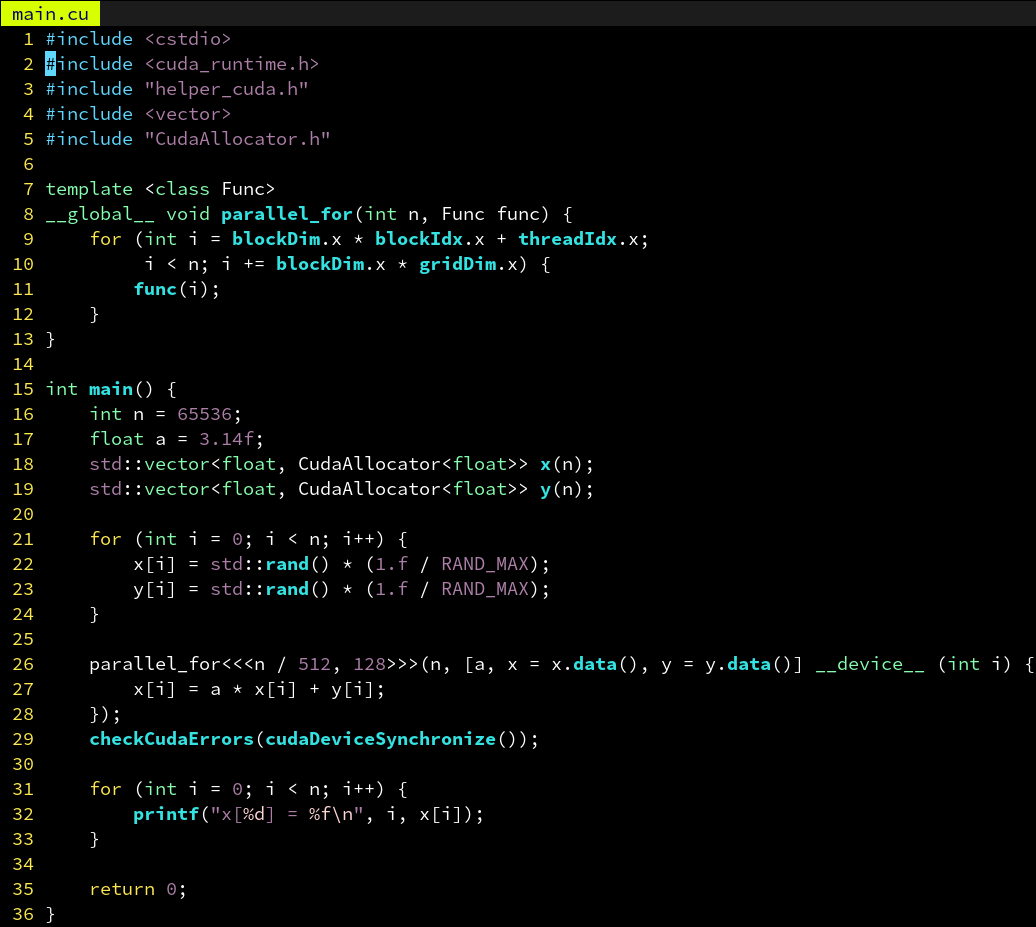 main.cu
1 #include <cstdio>
2 #include <cuda_runtime.h>
3 #include "helper_cuda.h"
4 #include <vector>
5 #include "CudaAllocator.h"
6
7 template <class Func>
8 __global__ void parallel_for(int n, Func func) {
9     for (int i = blockDim.x * blockIdx.x + threadIdx.x;
10          i < n; i += blockDim.x * gridDim.x) {
11         func(i);
12     }
13 }
14
15 int main() {
16     int n = 65536;
17     float a = 3.14f;
18     std::vector<float, CudaAllocator<float>> x(n);
19     std::vector<float, CudaAllocator<float>> y(n);
20
21     for (int i = 0; i < n; i++) {
22         x[i] = std::rand() * (1.f / RAND_MAX);
23         y[i] = std::rand() * (1.f / RAND_MAX);
24     }
25
26     parallel_for<<<n / 512, 128>>>(n, [a, x = x.data(), y = y.data()] __device__ (int i) {
27         x[i] = a * x[i] + y[i];
28     });
29     checkCudaErrors(cudaDeviceSynchronize());
30
31     for (int i = 0; i < n; i++) {
32         printf("x[%d] = %f\n", i, x[i]);
33     }
34
35     return 0;
36 }